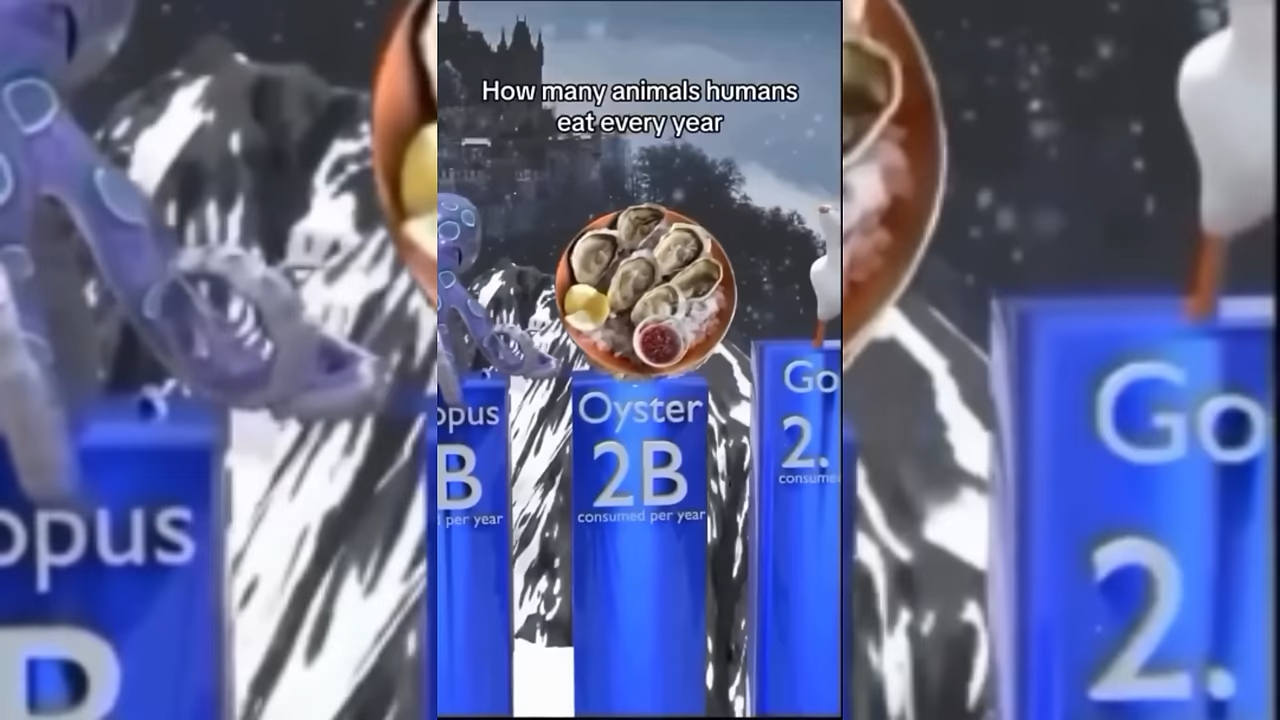 How many animals humans
eat every year
opus
B
per year
Oyster
2B
consumed per year
Go
2.
consumed
opus
B
Go
2.